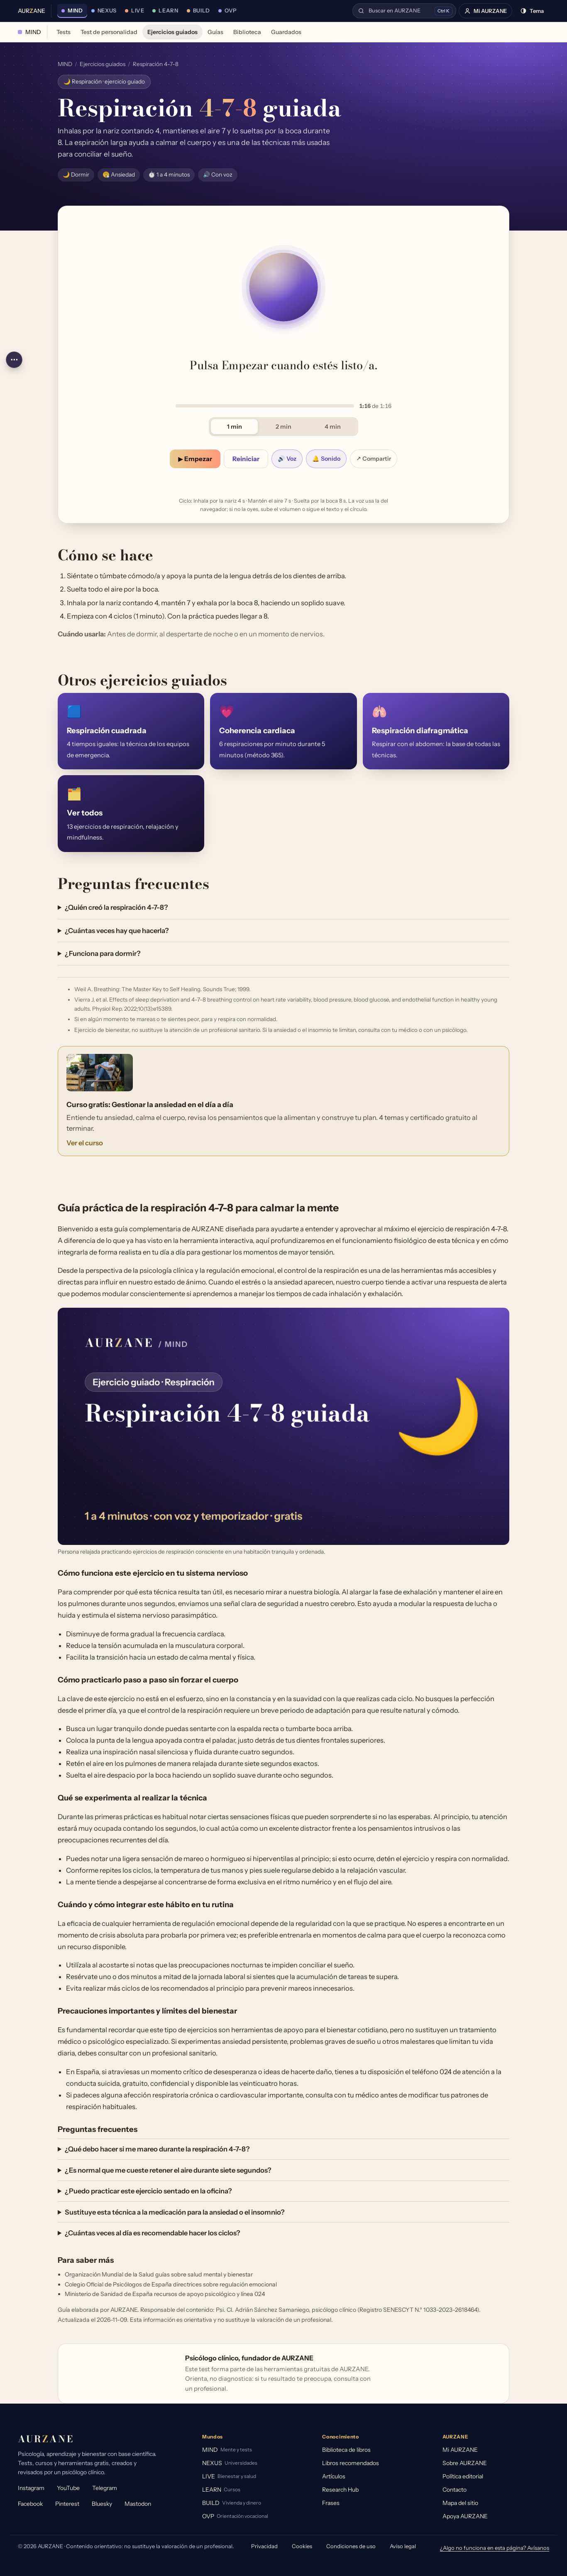 AURZANE
MIND
NEXUS
LIVE
LEARN
BUILD
OVP
Buscar en AURZANE
Ctrl K
MI AURZANE
Tema
MIND
Tests
Test de personalidad
Ejercicios guiados
Guías
Biblioteca
Guardados
MIND / Ejercicios guiados / Respiración 4-7-8
🌙 Respiración · ejercicio guiado
Respiración 4-7-8 guiada
Inhalas por la nariz contando 4, mantienes el aire 7 y lo sueltas por la boca durante
8. La espiración larga ayuda a calmar el cuerpo y es una de las técnicas más usadas
para conciliar el sueño.
🌙 Dormir
😮‍💨 Ansiedad
⏱️ 1 a 4 minutos
🔊 Con voz
Pulsa Empezar cuando estés listo/a.
1:16 de 1:16
1 min
2 min
4 min
▶ Empezar
Reiniciar
🔊 Voz
🔔 Sonido
↗ Compartir
Ciclo: Inhala por la nariz 4 s · Mantén el aire 7 s · Suelta por la boca 8 s. La voz usa la del
navegador; si no la oyes, sube el volumen o sigue el texto y el círculo.
Cómo se hace
1. Siéntate o túmbate cómodo/a y apoya la punta de la lengua detrás de los dientes de arriba.
2. Suelta todo el aire por la boca.
3. Inhala por la nariz contando 4, mantén 7 y exhala por la boca 8, haciendo un soplido suave.
4. Empieza con 4 ciclos (1 minuto). Con la práctica puedes llegar a 8.
Cuándo usarla: Antes de dormir, al despertarte de noche o en un momento de nervios.
Otros ejercicios guiados
Respiración cuadrada
4 tiempos iguales: la técnica de los equipos
de emergencia.
Coherencia cardiaca
6 respiraciones por minuto durante 5
minutos (método 365).
Respiración diafragmática
Respirar con el abdomen: la base de todas las
técnicas.
Ver todos
13 ejercicios de respiración, relajación y
mindfulness.
Preguntas frecuentes
▶ ¿Quién creó la respiración 4-7-8?
▶ ¿Cuántas veces hay que hacerla?
▶ ¿Funciona para dormir?
Weil A. Breathing: The Master Key to Self Healing. Sounds True; 1999.
Vierra J. et al. Effects of sleep deprivation and 4-7-8 breathing control on heart rate variability, blood pressure, blood glucose, and endothelial function in healthy young
adults. Physiol Rep. 2022;10(13):e15389.
Si en algún momento te mareas o te sientes peor, para y respira con normalidad.
Ejercicio de bienestar, no sustituye la atención de un profesional sanitario. Si la ansiedad o el insomnio te limitan, consulta con tu médico o con un psicólogo.
Curso gratis: Gestionar la ansiedad en el día a día
Entiende tu ansiedad, calma el cuerpo, revisa los pensamientos que la alimentan y construye tu plan. 4 temas y certificado gratuito al
terminar.
Ver el curso
Guía práctica de la respiración 4-7-8 para calmar la mente
Bienvenido a esta guía complementaria de AURZANE diseñada para ayudarte a entender y aprovechar al máximo el ejercicio de respiración 4-7-8.
A diferencia de lo que ya has visto en la herramienta interactiva, aquí profundizaremos en el funcionamiento fisiológico de esta técnica y en cómo
integrarla de forma realista en tu día a día para gestionar los momentos de mayor tensión.
Desde la perspectiva de la psicología clínica y la regulación emocional, el control de la respiración es una de las herramientas más accesibles y
directas para influir en nuestro estado de ánimo. Cuando el estrés o la ansiedad aparecen, nuestro cuerpo tiende a activar una respuesta de alerta
que podemos modular conscientemente si aprendemos a manejar los tiempos de cada inhalación y exhalación.
AURZANE / MIND
Ejercicio guiado · Respiración
Respiración 4-7-8 guiada
1 a 4 minutos · con voz y temporizador · gratis
Persona relajada practicando ejercicios de respiración consciente en una habitación tranquila y ordenada.
Cómo funciona este ejercicio en tu sistema nervioso
Para comprender por qué esta técnica resulta tan útil, es necesario mirar a nuestra biología. Al alargar la fase de exhalación y mantener el aire en
los pulmones durante unos segundos, enviamos una señal clara de seguridad a nuestro cerebro. Esto ayuda a modular la respuesta de lucha o
huida y estimula el sistema nervioso parasimpático.
Disminuye de forma gradual la frecuencia cardíaca.
Reduce la tensión acumulada en la musculatura corporal.
Facilita la transición hacia un estado de calma mental y física.
Cómo practicarlo paso a paso sin forzar el cuerpo
La clave de este ejercicio no está en el esfuerzo, sino en la constancia y en la suavidad con la que realizas cada ciclo. No busques la perfección
desde el primer día, ya que el control de la respiración requiere un breve periodo de adaptación para que resulte natural y cómodo.
Busca un lugar tranquilo donde puedas sentarte con la espalda recta o tumbarte boca arriba.
Coloca la punta de la lengua apoyada contra el paladar, justo detrás de tus dientes frontales superiores.
Realiza una inspiración nasal silenciosa y fluida durante cuatro segundos.
Retén el aire en los pulmones de manera relajada durante siete segundos exactos.
Suelta el aire despacio por la boca haciendo un soplido suave durante ocho segundos.
Qué se experimenta al realizar la técnica
Durante las primeras prácticas es habitual notar ciertas sensaciones físicas que pueden sorprenderte si no las esperabas. Al principio, tu atención
estará muy ocupada contando los segundos, lo cual actúa como un excelente distractor frente a los pensamientos intrusivos o las
preocupaciones recurrentes del día.
Puedes notar una ligera sensación de mareo o hormigueo si hiperventilas al principio; si esto ocurre, detén el ejercicio y respira con normalidad.
Conforme repites los ciclos, la temperatura de tus manos y pies suele regularse debido a la relajación vascular.
La mente tiende a despejarse al concentrarse de forma exclusiva en el ritmo numérico y en el flujo del aire.
Cuándo y cómo integrar este hábito en tu rutina
La eficacia de cualquier herramienta de regulación emocional depende de la regularidad con la que se practique. No esperes a encontrarte en un
momento de crisis absoluta para probarla por primera vez; es preferible entrenarla en momentos de calma para que el cuerpo la reconozca como
un recurso disponible.
Utilízala al acostarte si notas que las preocupaciones nocturnas te impiden conciliar el sueño.
Resérvate uno o dos minutos a mitad de la jornada laboral si sientes que la acumulación de tareas te supera.
Evita realizar más ciclos de los recomendados al principio para prevenir mareos innecesarios.
Precauciones importantes y límites del bienestar
Es fundamental recordar que este tipo de ejercicios son herramientas de apoyo para el bienestar cotidiano, pero no sustituyen un tratamiento
médico o psicológico especializado. Si experimentas ansiedad persistente, problemas graves de sueño u otros malestares que limitan tu vida
diaria, debes consultar con un profesional sanitario.
En España, si atraviesas un momento crítico de desesperanza o ideas de hacerte daño, tienes a tu disposición el teléfono 024 de atención a la
conducta suicida, gratuito, confidencial y disponible las veinticuatro horas.
Si padeces alguna afección respiratoria crónica o cardiovascular importante, consulta con tu médico antes de modificar tus patrones de
respiración habituales.
Preguntas frecuentes
▶ ¿Qué debo hacer si me mareo durante la respiración 4-7-8?
▶ ¿Es normal que me cueste retener el aire durante siete segundos?
▶ ¿Puedo practicar este ejercicio sentado en la oficina?
▶ Sustituye esta técnica a la medicación para la ansiedad o el insomnio?
▶ ¿Cuántas veces al día es recomendable hacer los ciclos?
Para saber más
Organización Mundial de la Salud guías sobre salud mental y bienestar
Colegio Oficial de Psicólogos de España directrices sobre regulación emocional
Ministerio de Sanidad de España recursos de apoyo psicológico y línea 024
Guía elaborada por AURZANE. Responsable del contenido: Psi. Cl. Adrián Sánchez Samaniego, psicólogo clínico (Registro SENESCYT N.º 1033-2023-2618464).
Actualizada el 2026-11-09. Esta información es orientativa y no sustituye la valoración de un profesional.
Psicólogo clínico, fundador de AURZANE
Este test forma parte de las herramientas gratuitas de AURZANE.
Orienta, no diagnostica: si tu resultado te preocupa, consulta con
un profesional.
AURZANE
Psicología, aprendizaje y bienestar con base científica.
Tests, cursos y herramientas gratis, creados y
revisados por un psicólogo clínico.
Instagram
YouTube
Telegram
Facebook
Pinterest
Bluesky
Mastodon
Mundos
MIND Mente y tests
NEXUS Universidades
LIVE Bienestar y salud
LEARN Cursos
BUILD Vivienda y dinero
OVP Orientación vocacional
Conocimiento
Biblioteca de libros
Libros recomendados
Artículos
Research Hub
Frases
AURZANE
Mi AURZANE
Sobre AURZANE
Política editorial
Contacto
Mapa del sitio
Apoya AURZANE
© 2026 AURZANE · Contenido orientativo: no sustituye la valoración de un profesional.
Privacidad
Cookies
Condiciones de uso
Aviso legal
¿Algo no funciona en esta página? Avísanos